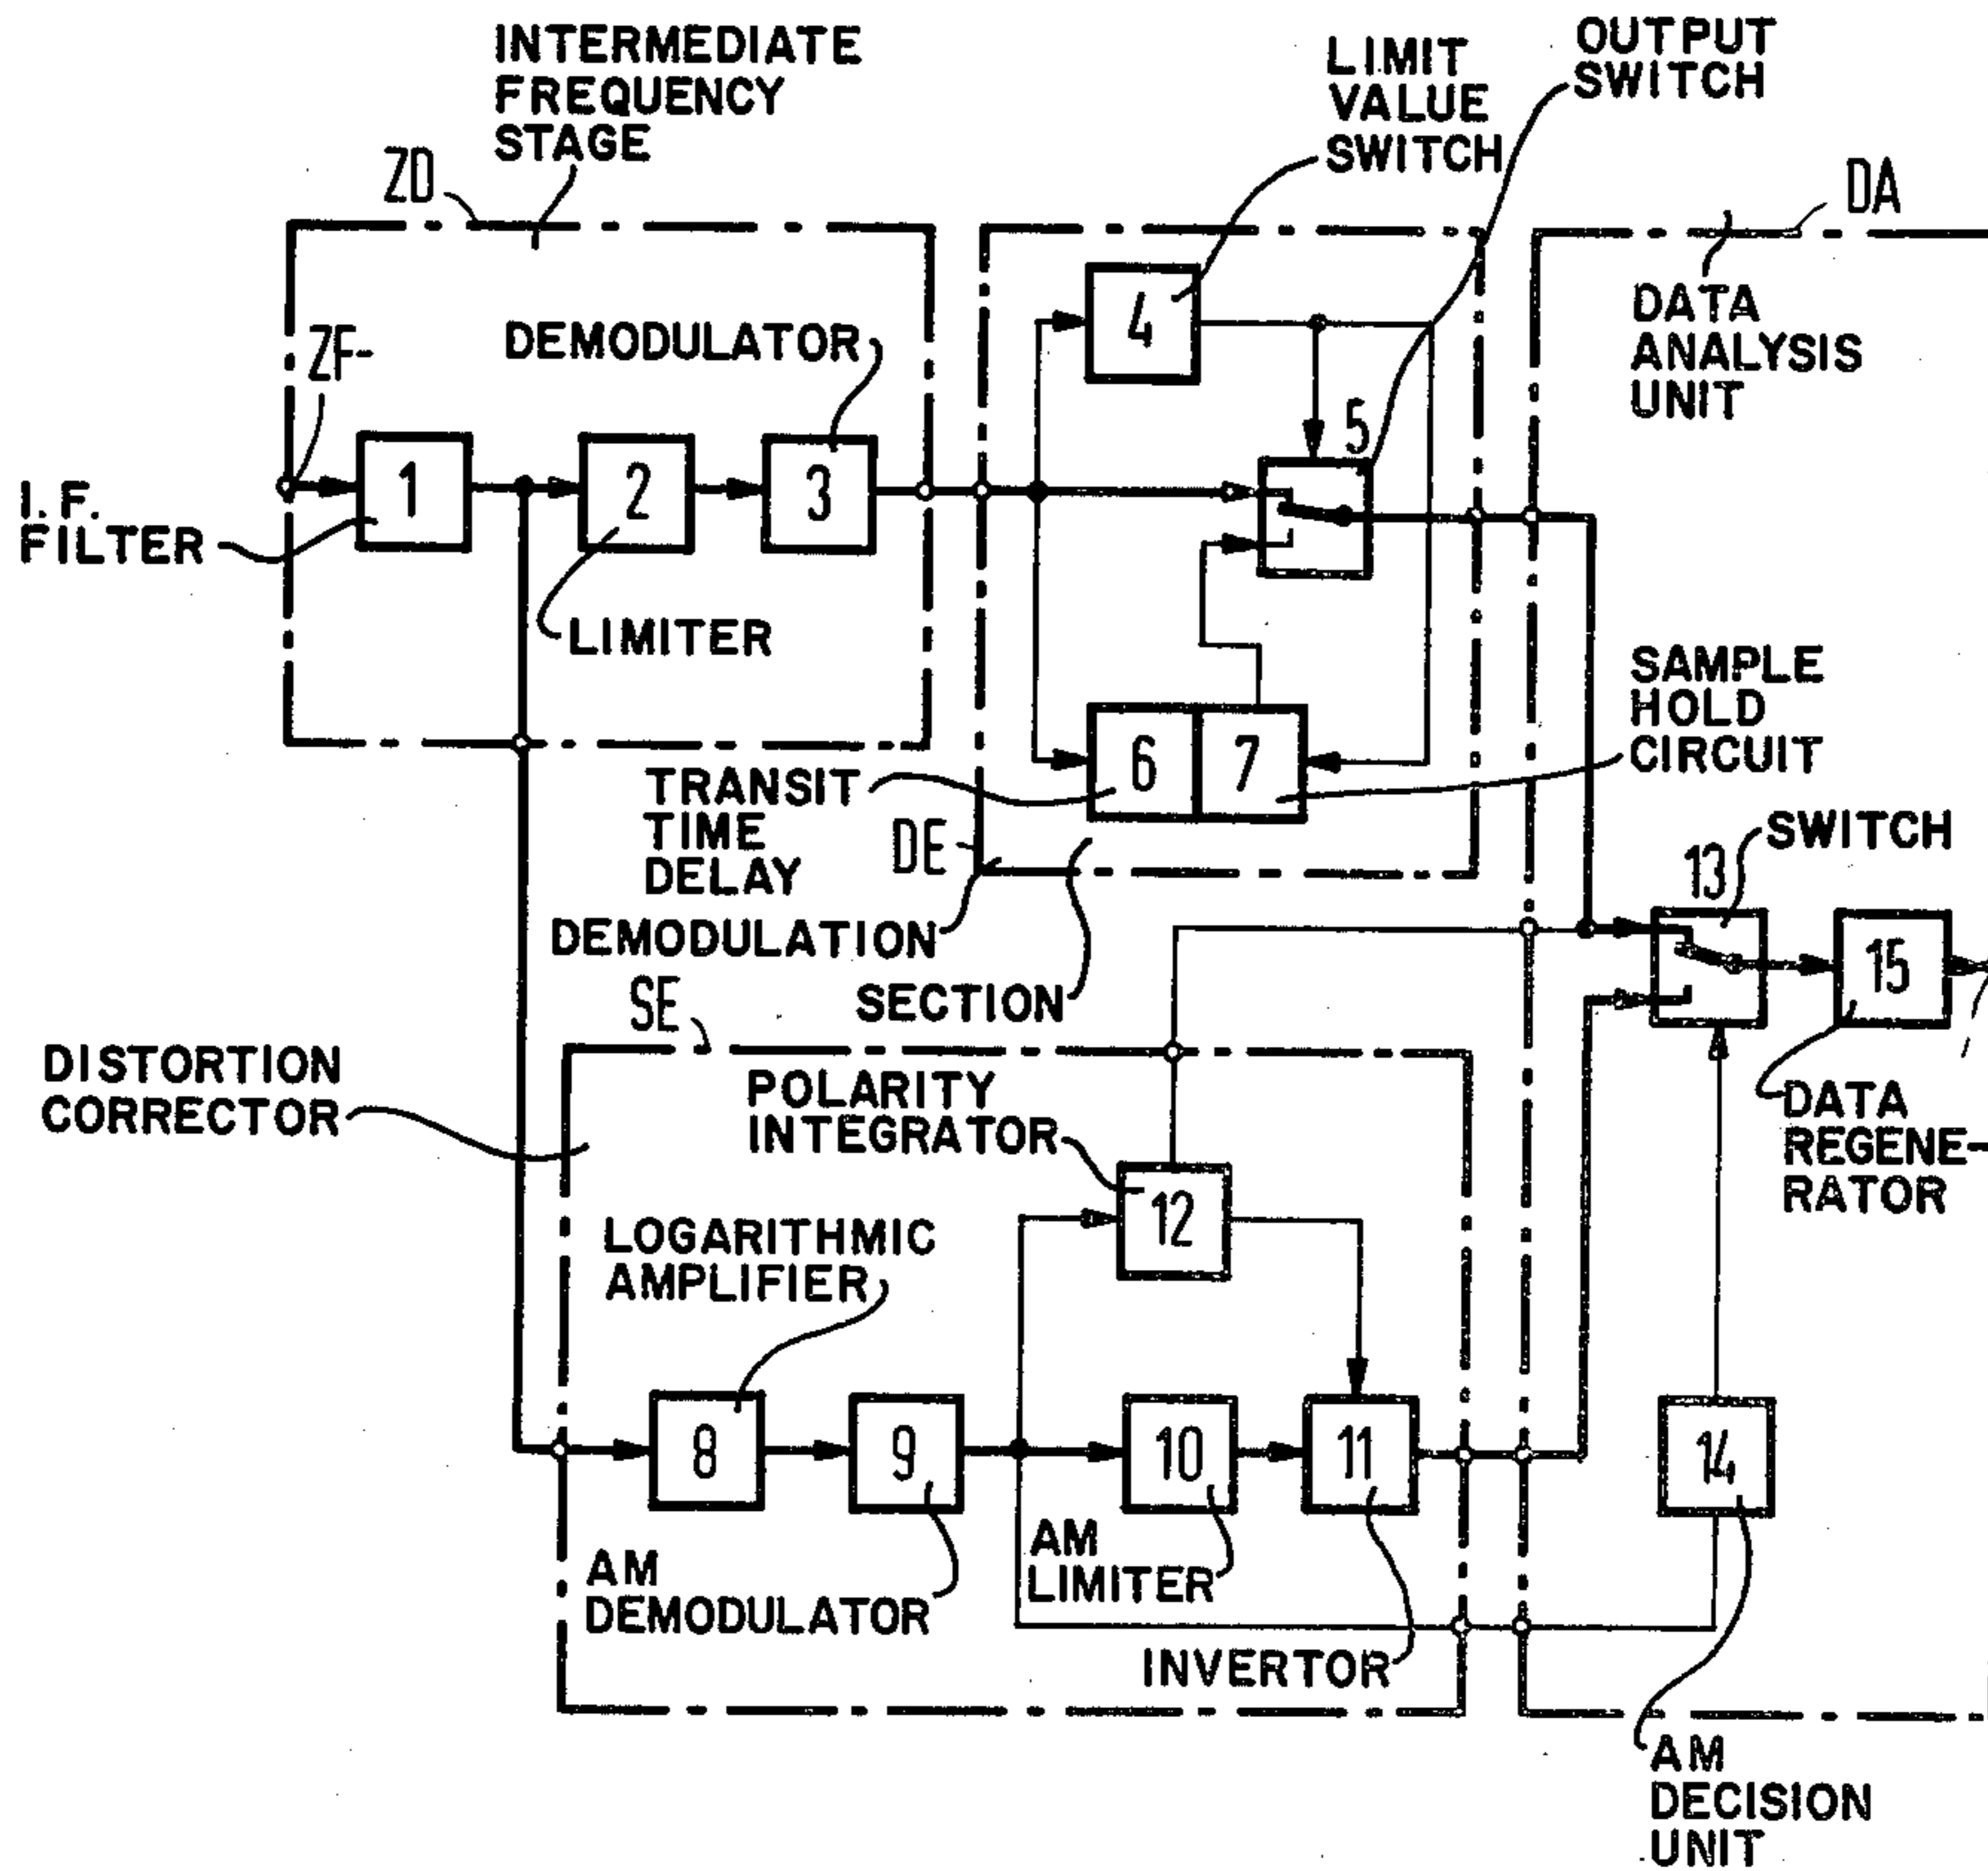 INTERMEDIATE
FREQUENCY
STAGE
LIMIT
VALUE
SWITCH
OUTPUT
SWITCH
ZD
DA
ZF-
DEMODULATOR
4
DATA
ANALYSIS
UNIT
5
1
2
3
I.F.
FILTER
LIMITER
SAMPLE
HOLD
CIRCUIT
6
7
TRANSIT
TIME
DELAY
DE
SWITCH
13
DEMODULATION
SECTION
15
SE
DISTORTION
CORRECTOR
POLARITY
INTEGRATOR
DATA
REGENE-
RATOR
12
LOGARITHMIC
AMPLIFIER
8
9
10
11
14
AM
DEMODULATOR
AM
LIMITER
INVERTOR
AM
DECISION
UNIT